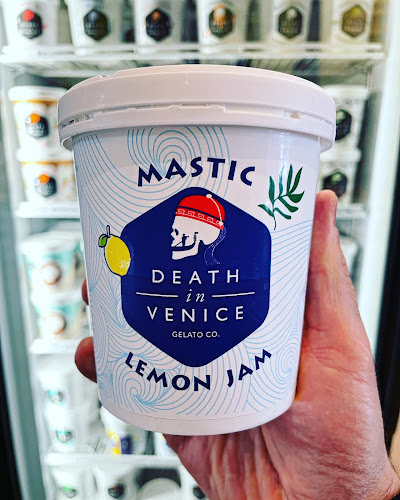 MASTIC
DEATH
in
VENICE
GELATO CO.
LEMON JAM